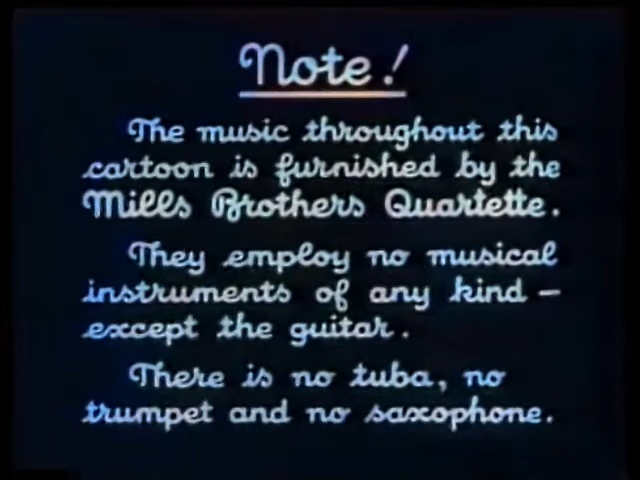 Note!
The music throughout this
cartoon is furnished by the
Mills Brothers Quartette.
They employ no musical
instruments of any kind —
except the guitar.
There is no tuba, no
trumpet and no saxophone.